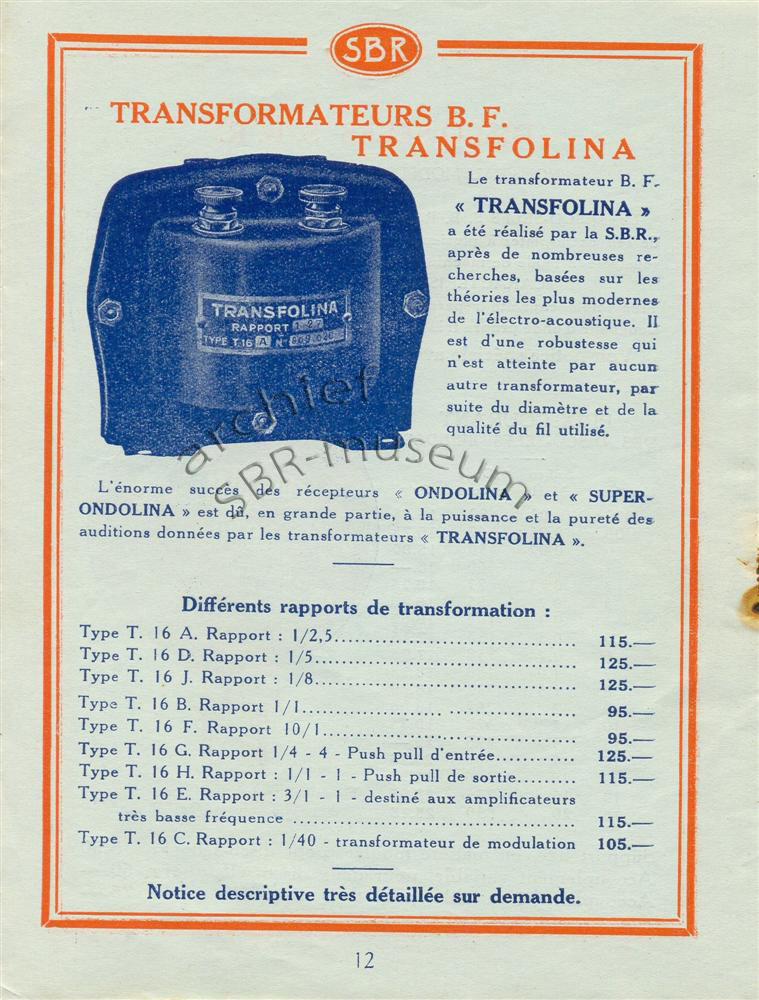 SBR
TRANSFORMATEURS B. F.
TRANSFOLINA
Le transformateur B. F.
« TRANSFOLINA »
a été réalisé par la S.B.R.,
après de nombreuses re-
cherches, basées sur les
théories les plus modernes
de l'électro-acoustique. Il
est d'une robustesse qui
n'est atteinte par aucun
autre transformateur, par
suite du diamètre et de la
qualité du fil utilisé.
TRANSFOLINA
RAPPORT
TYPE T.16 A N°
archief
SBR-museum
L'énorme succès des récepteurs « ONDOLINA » et « SUPER-
ONDOLINA » est dû, en grande partie, à la puissance et la pureté des
auditions données par les transformateurs « TRANSFOLINA ».
Différents rapports de transformation :
Type T. 16 A. Rapport : 1/2,5 115.—
Type T. 16 D. Rapport : 1/5 125.—
Type T. 16 J. Rapport : 1/8 125.—
Type T. 16 B. Rapport 1/1 95.—
Type T. 16 F. Rapport 10/1 95.—
Type T. 16 G. Rapport 1/4 - 4 - Push pull d'entrée 125.—
Type T. 16 H. Rapport : 1/1 - 1 - Push pull de sortie 115.—
Type T. 16 E. Rapport : 3/1 - 1 - destiné aux amplificateurs
très basse fréquence 115.—
Type T. 16 C. Rapport : 1/40 - transformateur de modulation 105.—
Notice descriptive très détaillée sur demande.
12